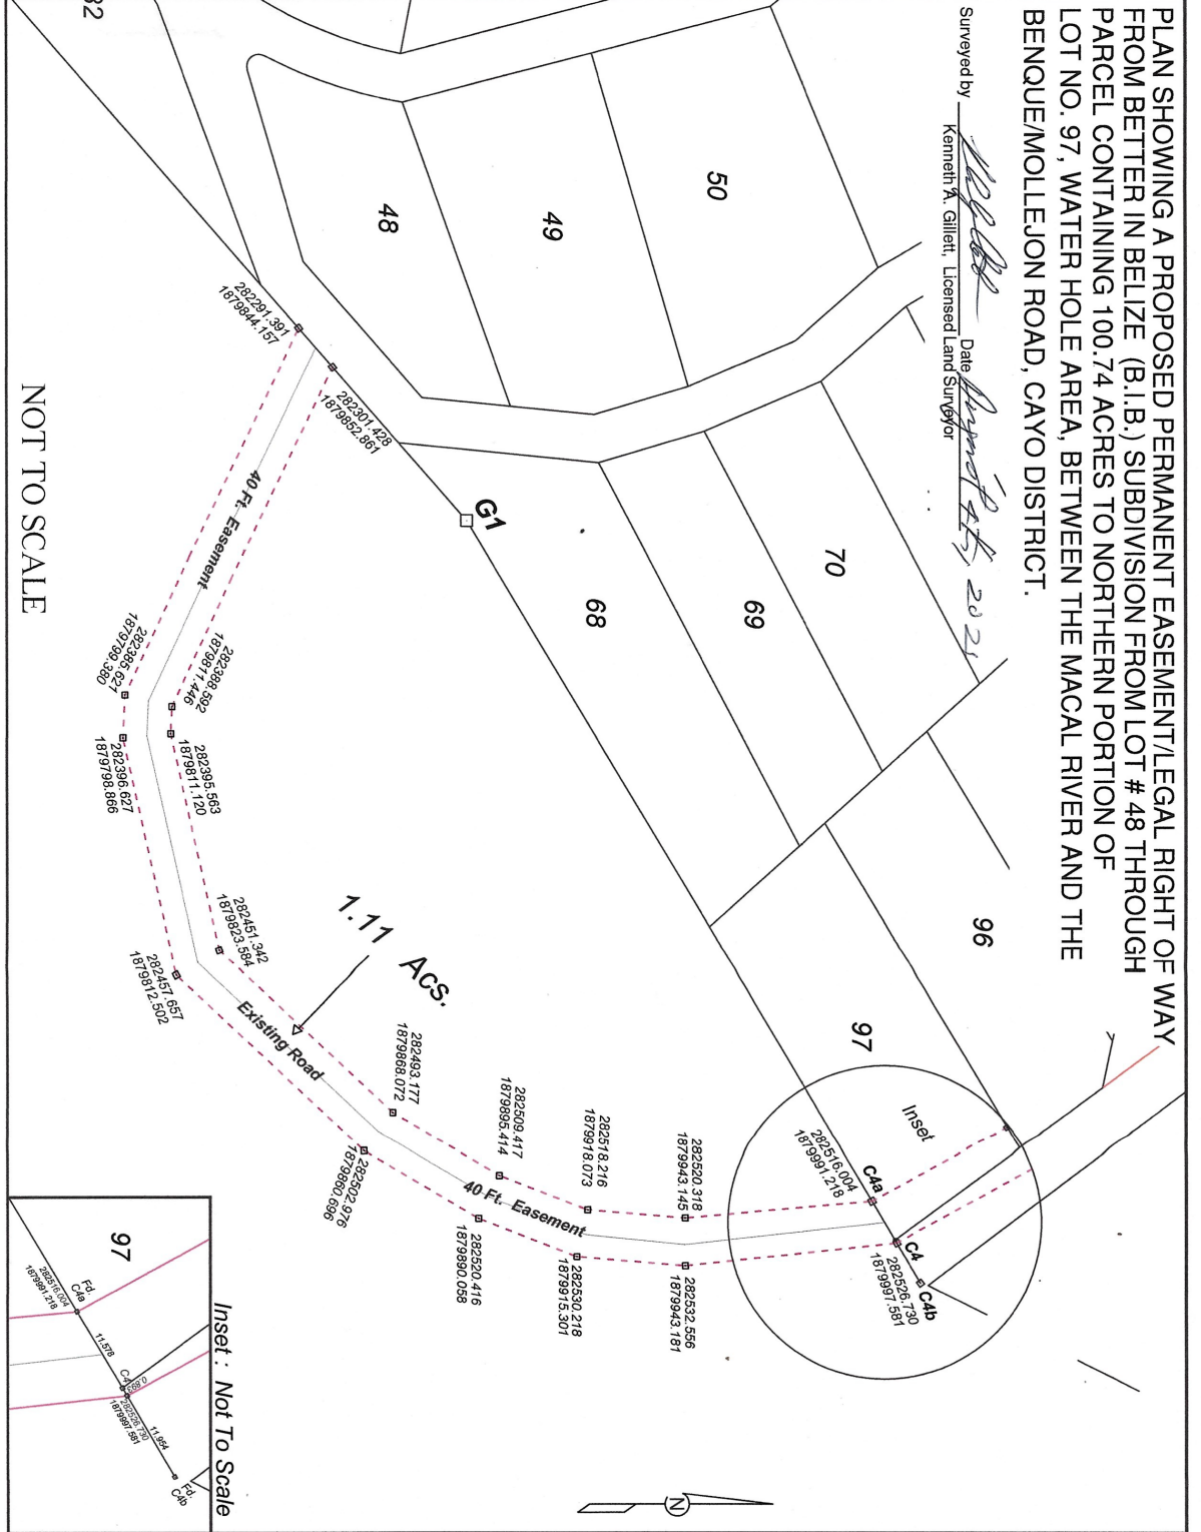 PLAN SHOWING A PROPOSED PERMANENT EASEMENT/LEGAL RIGHT OF WAY
FROM BETTER IN BELIZE (B.I.B.) SUBDIVISION FROM LOT # 48 THROUGH
PARCEL CONTAINING 100.74 ACRES TO NORTHERN PORTION OF
LOT NO. 97, WATER HOLE AREA, BETWEEN THE MACAL RIVER AND THE
BENQUE/MOLLEJON ROAD, CAYO DISTRICT.
Surveyed by Date
Kenneth A. Gillett, Licensed Land Surveyor
50
49
48
70
69
68
96
97
G1
32
282291.391
1879844.157
282301.428
1879852.861
40 Ft. Easement
282388.592
1879811.446
282385.621
1879799.380
282395.563
1879811.120
282396.627
1879798.866
282451.342
1879823.584
282457.657
1879812.502
1.11 Acs.
Existing Road
282493.177
1879868.072
282502.976
1879860.696
282509.417
1879895.414
282520.416
1879890.058
40 Ft. Easement
282518.216
1879918.073
282530.218
1879915.301
282520.318
1879943.145
282532.556
1879943.181
Inset
282516.004
1879991.218
C4a
C4
C4b
282526.730
1879997.581
NOT TO SCALE
N
Inset : Not To Scale
97
Fd.
C4a
282516.004
1879991.218
11.578
282526.730
1879997.581
11.954
Fd.
C4b